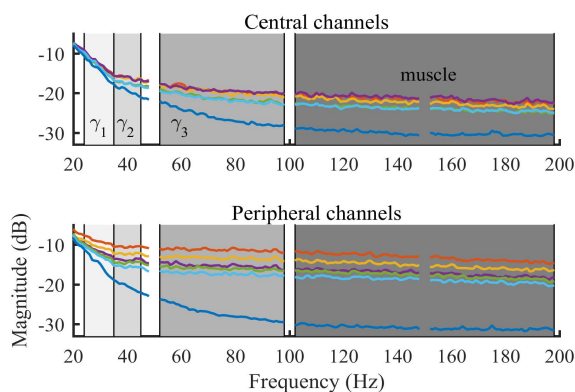 Central channels
-10
-20
-30
γ1 γ2 γ3
muscle
20 40 60 80 100 120 140 160 180 200
Peripheral channels
-10
-20
-30
Magnitude (dB)
20 40 60 80 100 120 140 160 180 200
Frequency (Hz)